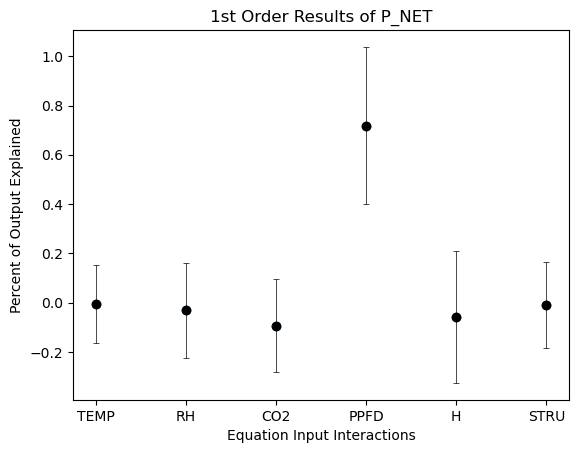 1st Order Results of P_NET
Percent of Output Explained
1.0
0.8
0.6
0.4
0.2
0.0
−0.2
TEMP RH CO2 PPFD H STRU
Equation Input Interactions